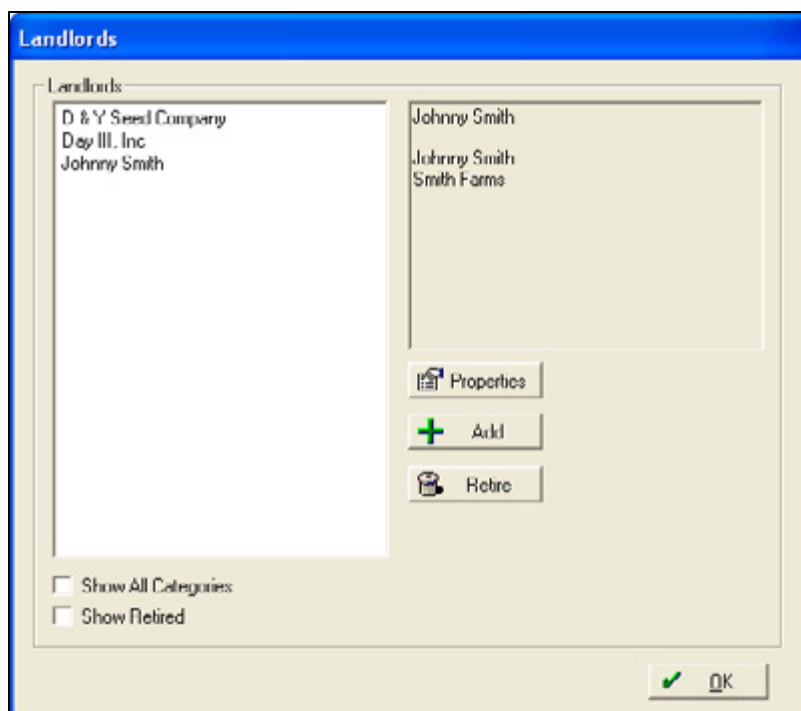 Landlords
Landlords
D & Y Seed Company
Day III, Inc
Johnny Smith
Johnny Smith
Johnny Smith
Smith Farms
Properties
Add
Retire
Show All Categories
Show Retired
OK